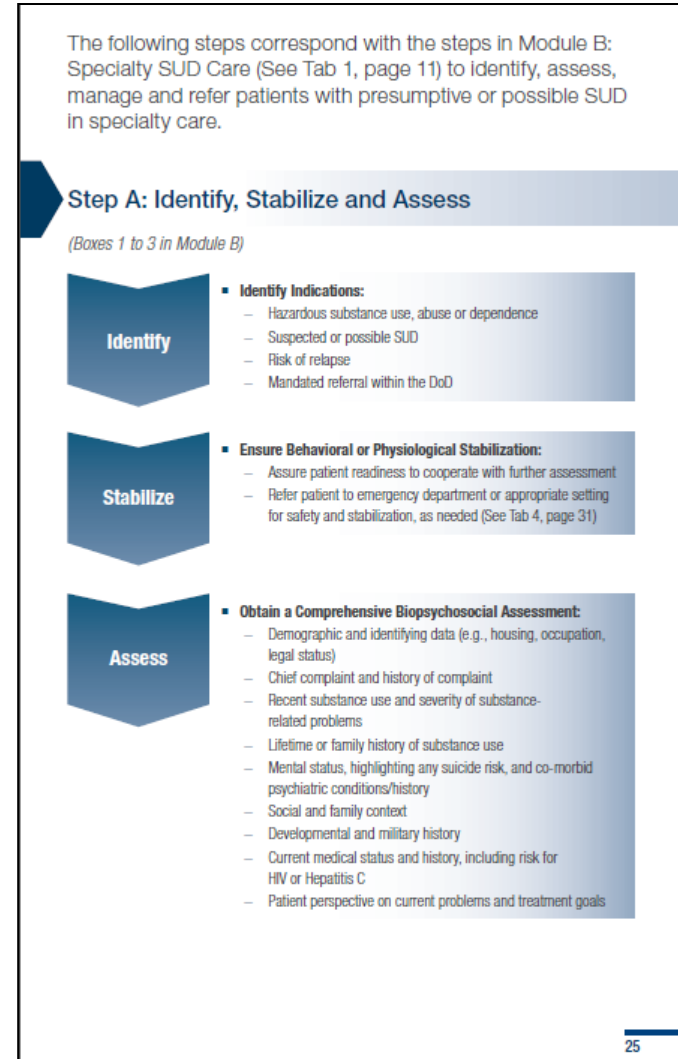 The following steps correspond with the steps in Module B:
Specialty SUD Care (See Tab 1, page 11) to identify, assess,
manage and refer patients with presumptive or possible SUD
in specialty care.
Step A: Identify, Stabilize and Assess
(Boxes 1 to 3 in Module B)
Identify
▪ Identify Indications:
— Hazardous substance use, abuse or dependence
— Suspected or possible SUD
— Risk of relapse
— Mandated referral within the DoD
Stabilize
▪ Ensure Behavioral or Physiological Stabilization:
— Assure patient readiness to cooperate with further assessment
— Refer patient to emergency department or appropriate setting
for safety and stabilization, as needed (See Tab 4, page 31)
Assess
▪ Obtain a Comprehensive Biopsychosocial Assessment:
— Demographic and identifying data (e.g., housing, occupation,
legal status)
— Chief complaint and history of complaint
— Recent substance use and severity of substance-
related problems
— Lifetime or family history of substance use
— Mental status, highlighting any suicide risk, and co-morbid
psychiatric conditions/history
— Social and family context
— Developmental and military history
— Current medical status and history, including risk for
HIV or Hepatitis C
— Patient perspective on current problems and treatment goals
25